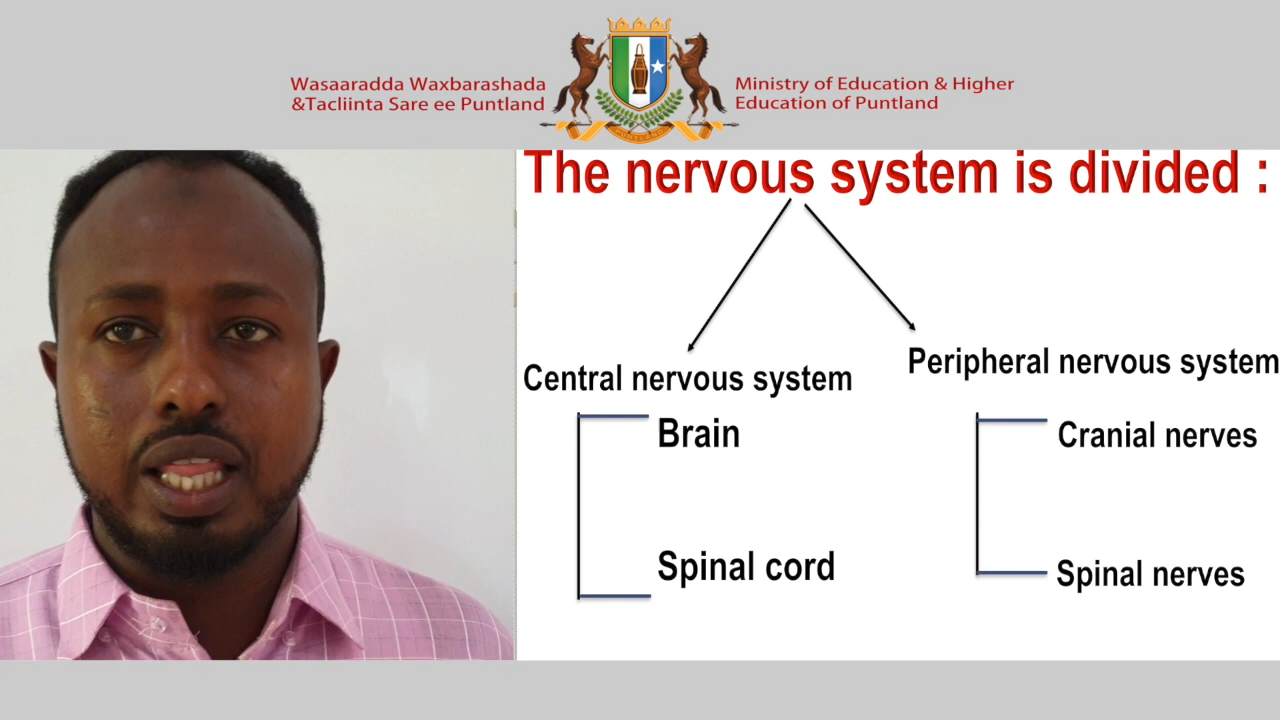 Wasaaradda Waxbarashada
&Tacliinta Sare ee Puntland
Ministry of Education & Higher
Education of Puntland
PUNTLAND
The nervous system is divided :
Central nervous system
Brain
Spinal cord
Peripheral nervous system
Cranial nerves
Spinal nerves